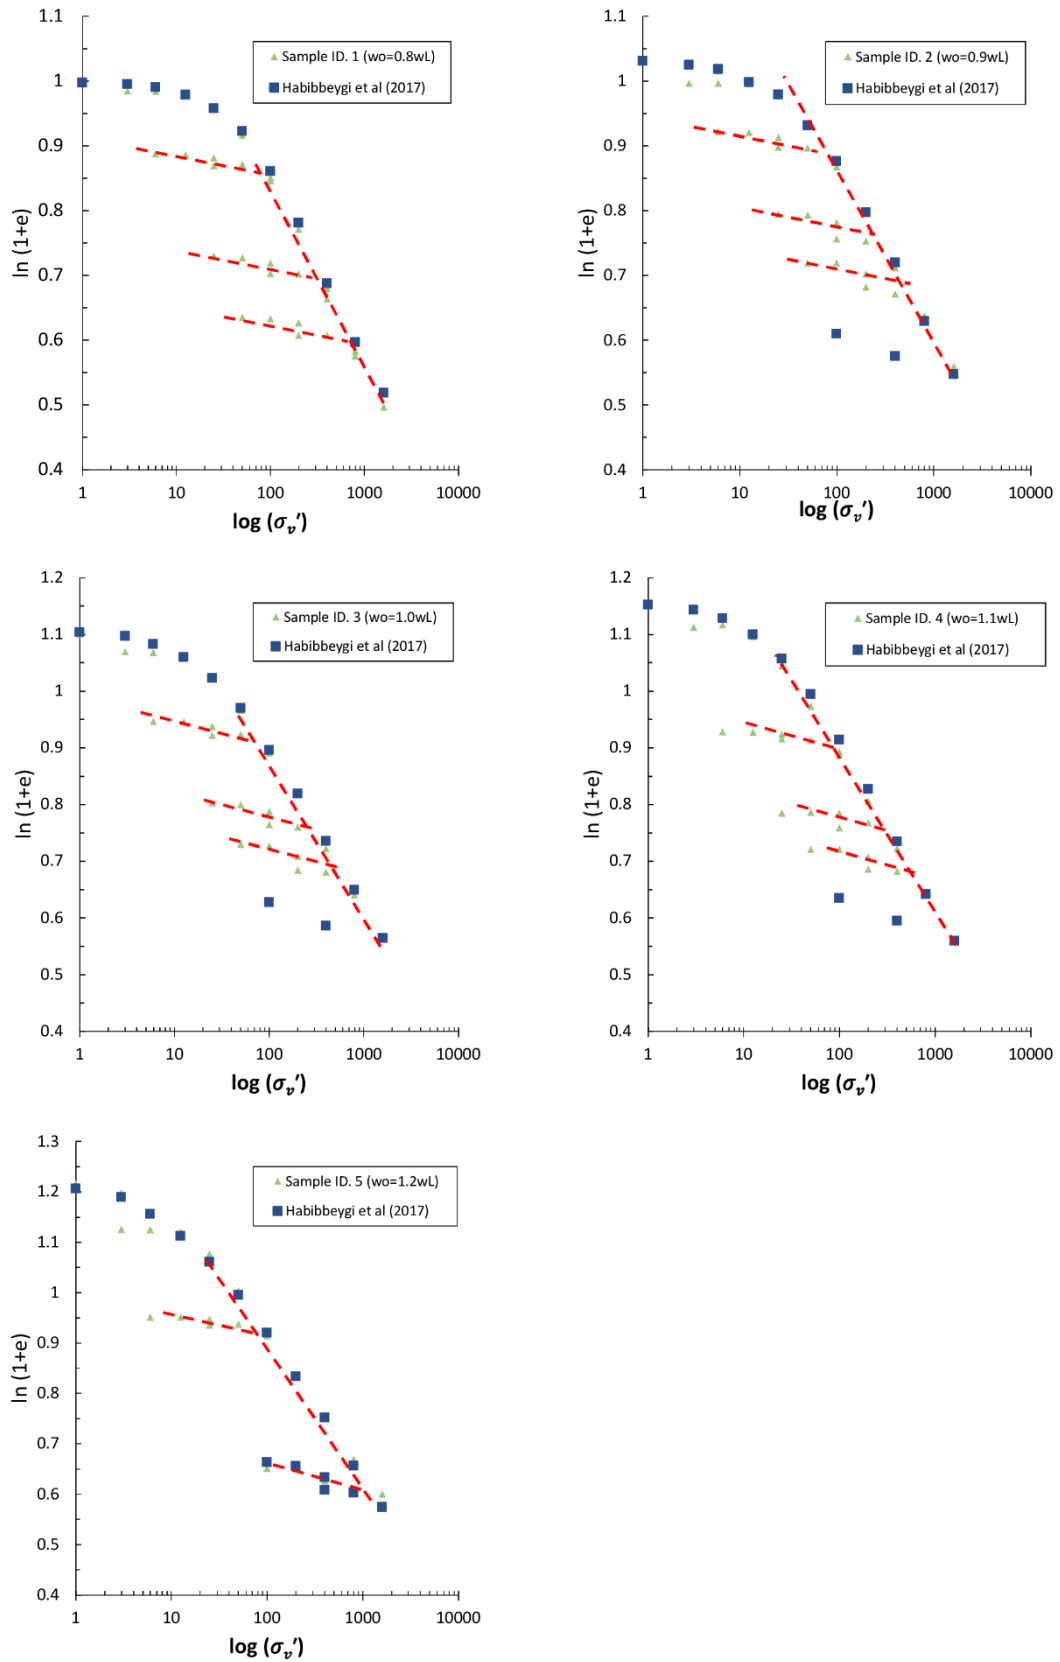 1.1
1
0.9
0.8
0.7
0.6
0.5
0.4
ln (1+e)
Sample ID. 1 (wo=0.8wL)
Habibbeygi et al (2017)
1 10 100 1000 10000
log (σv′)
1.1
1
0.9
0.8
0.7
0.6
0.5
0.4
ln (1+e)
Sample ID. 2 (wo=0.9wL)
Habibbeygi et al (2017)
1 10 100 1000 10000
log (σv′)
1.2
1.1
1
0.9
0.8
0.7
0.6
0.5
0.4
ln (1+e)
Sample ID. 3 (wo=1.0wL)
Habibbeygi et al (2017)
1 10 100 1000 10000
log (σv′)
1.2
1.1
1
0.9
0.8
0.7
0.6
0.5
0.4
ln (1+e)
Sample ID. 4 (wo=1.1wL)
Habibbeygi et al (2017)
1 10 100 1000 10000
log (σv′)
1.3
1.2
1.1
1
0.9
0.8
0.7
0.6
0.5
0.4
ln (1+e)
Sample ID. 5 (wo=1.2wL)
Habibbeygi et al (2017)
1 10 100 1000 10000
log (σv′)